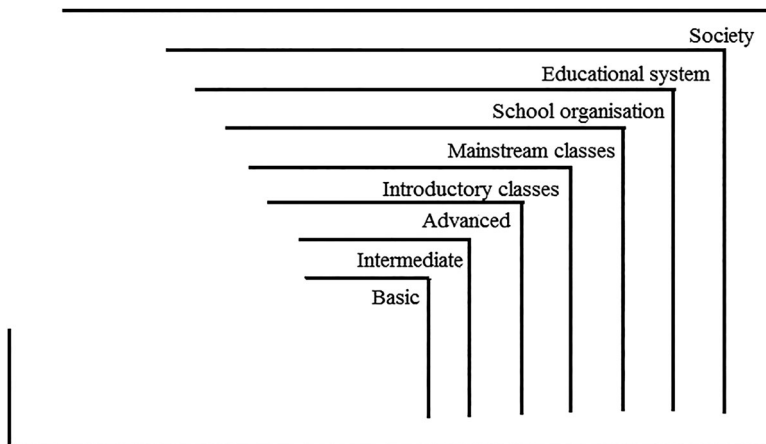 Society
Educational system
School organisation
Mainstream classes
Introductory classes
Advanced
Intermediate
Basic